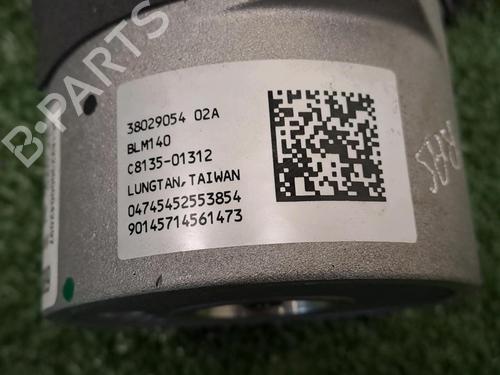 B-PARTS
38029054 02A
BLM140
C8135-01312
LUNGTAN, TAIWAN
04745452553854
90145714561473